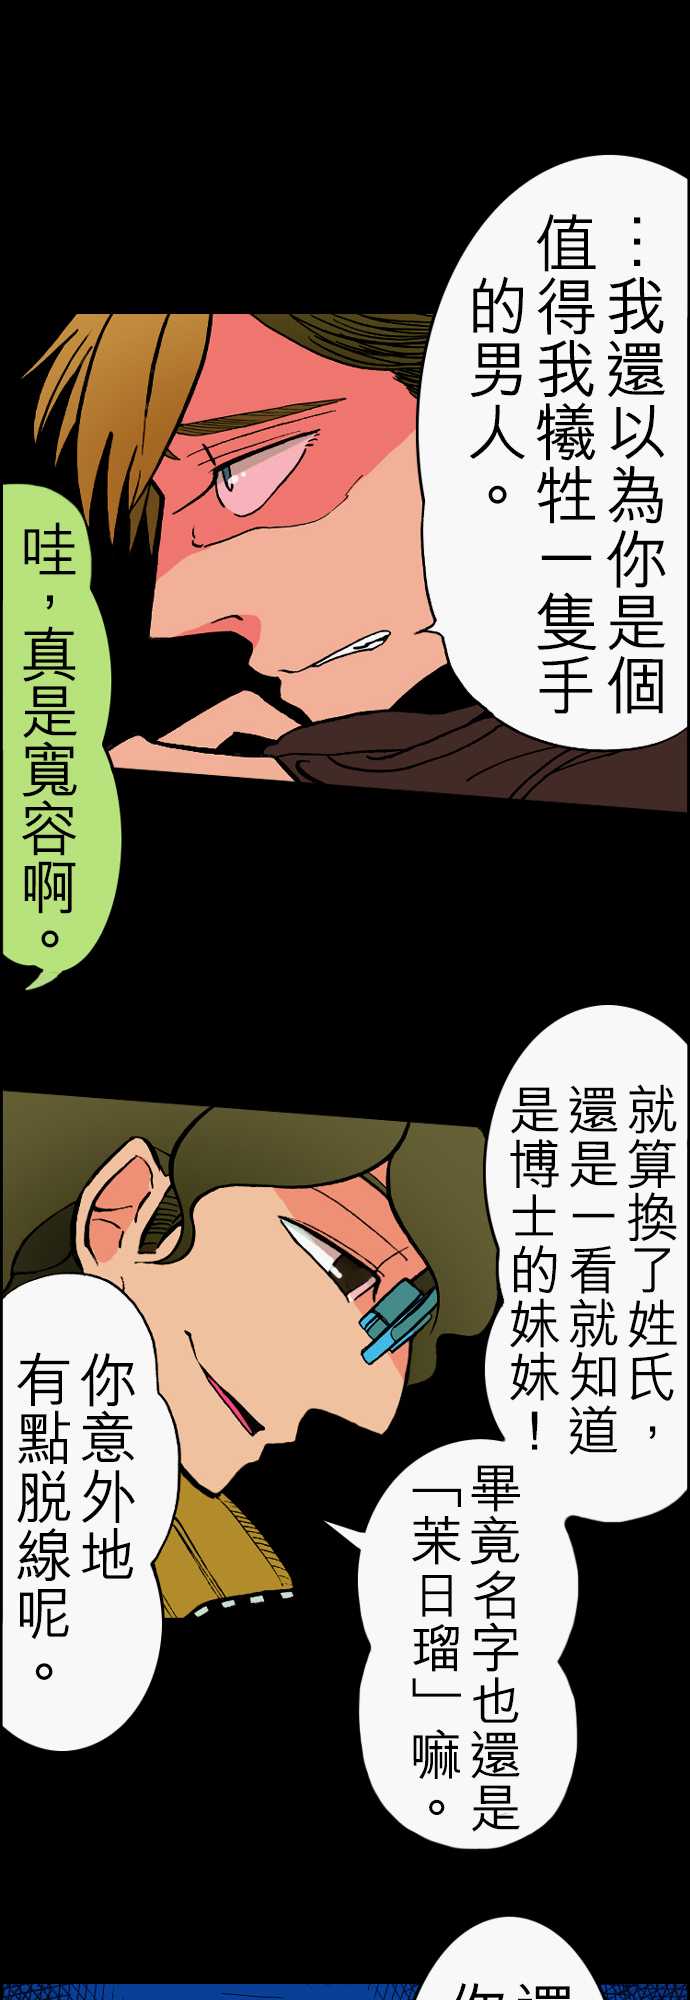 …我還以為你是個
值得我犧牲一隻手
的男人。
哇，真是寬容啊。
就算換了姓氏，
還是一看就知道
是博士的妹妹！
畢竟名字也還是
「茉日瑠」嘛。
你意外地
有點脱線呢。
還
你